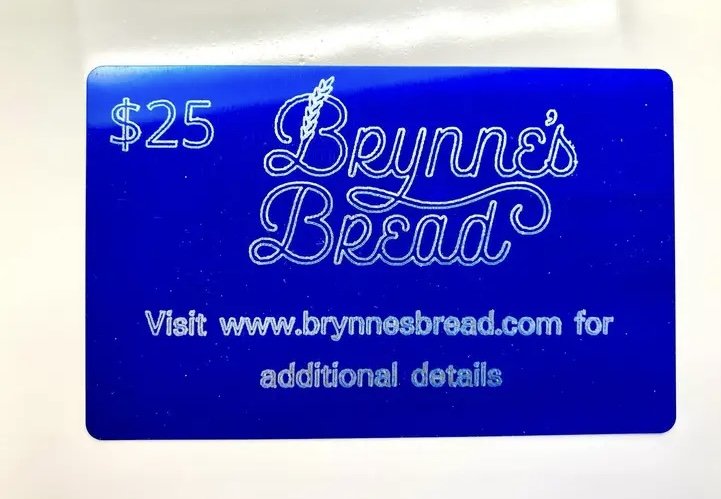 $25
Brynne's
Bread
Visit www.brynnesbread.com for
additional details